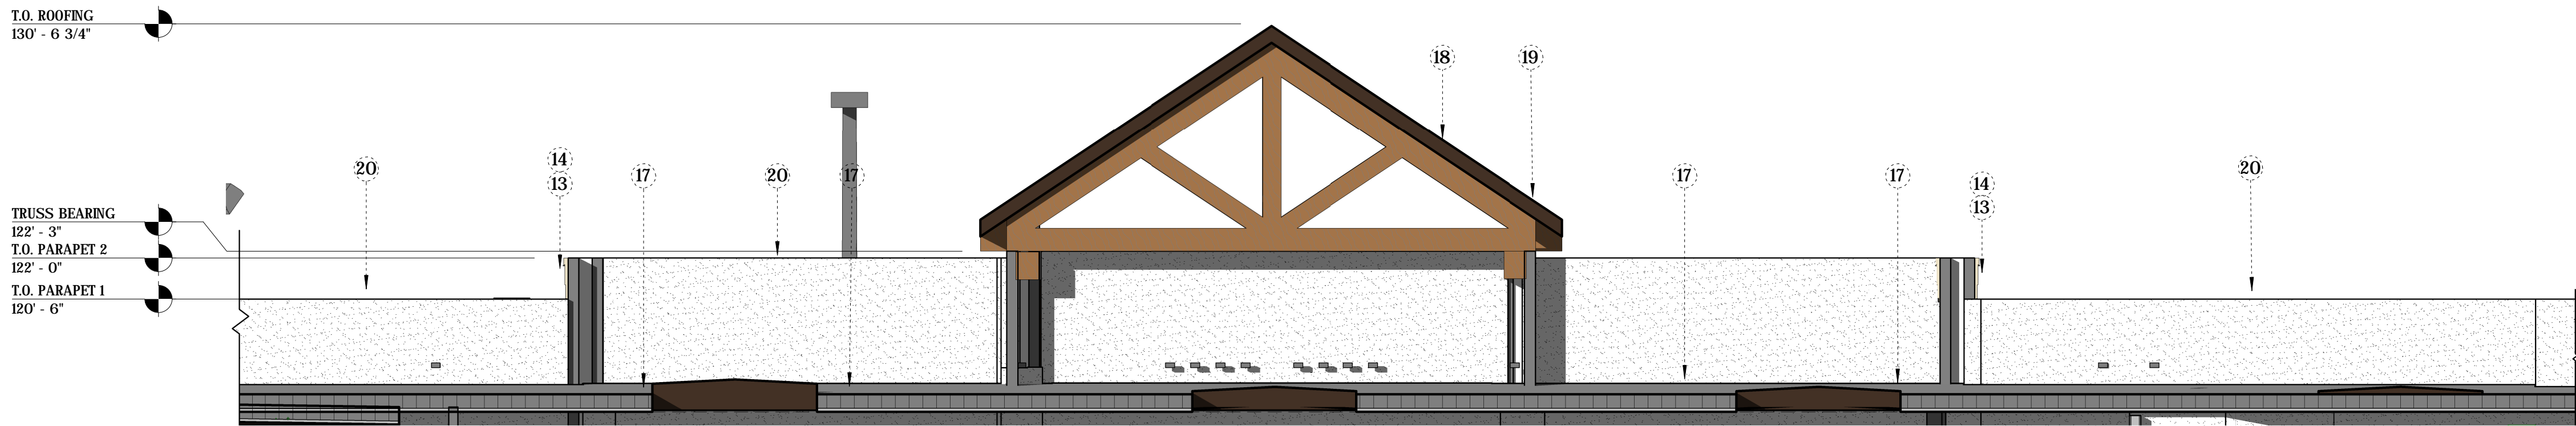 T.O. ROOFING
130' - 6 3/4"
18
19
14
13
20
17
20
17
17
17
14
13
20
TRUSS BEARING
122' - 3"
T.O. PARAPET 2
122' - 0"
T.O. PARAPET 1
120' - 6"